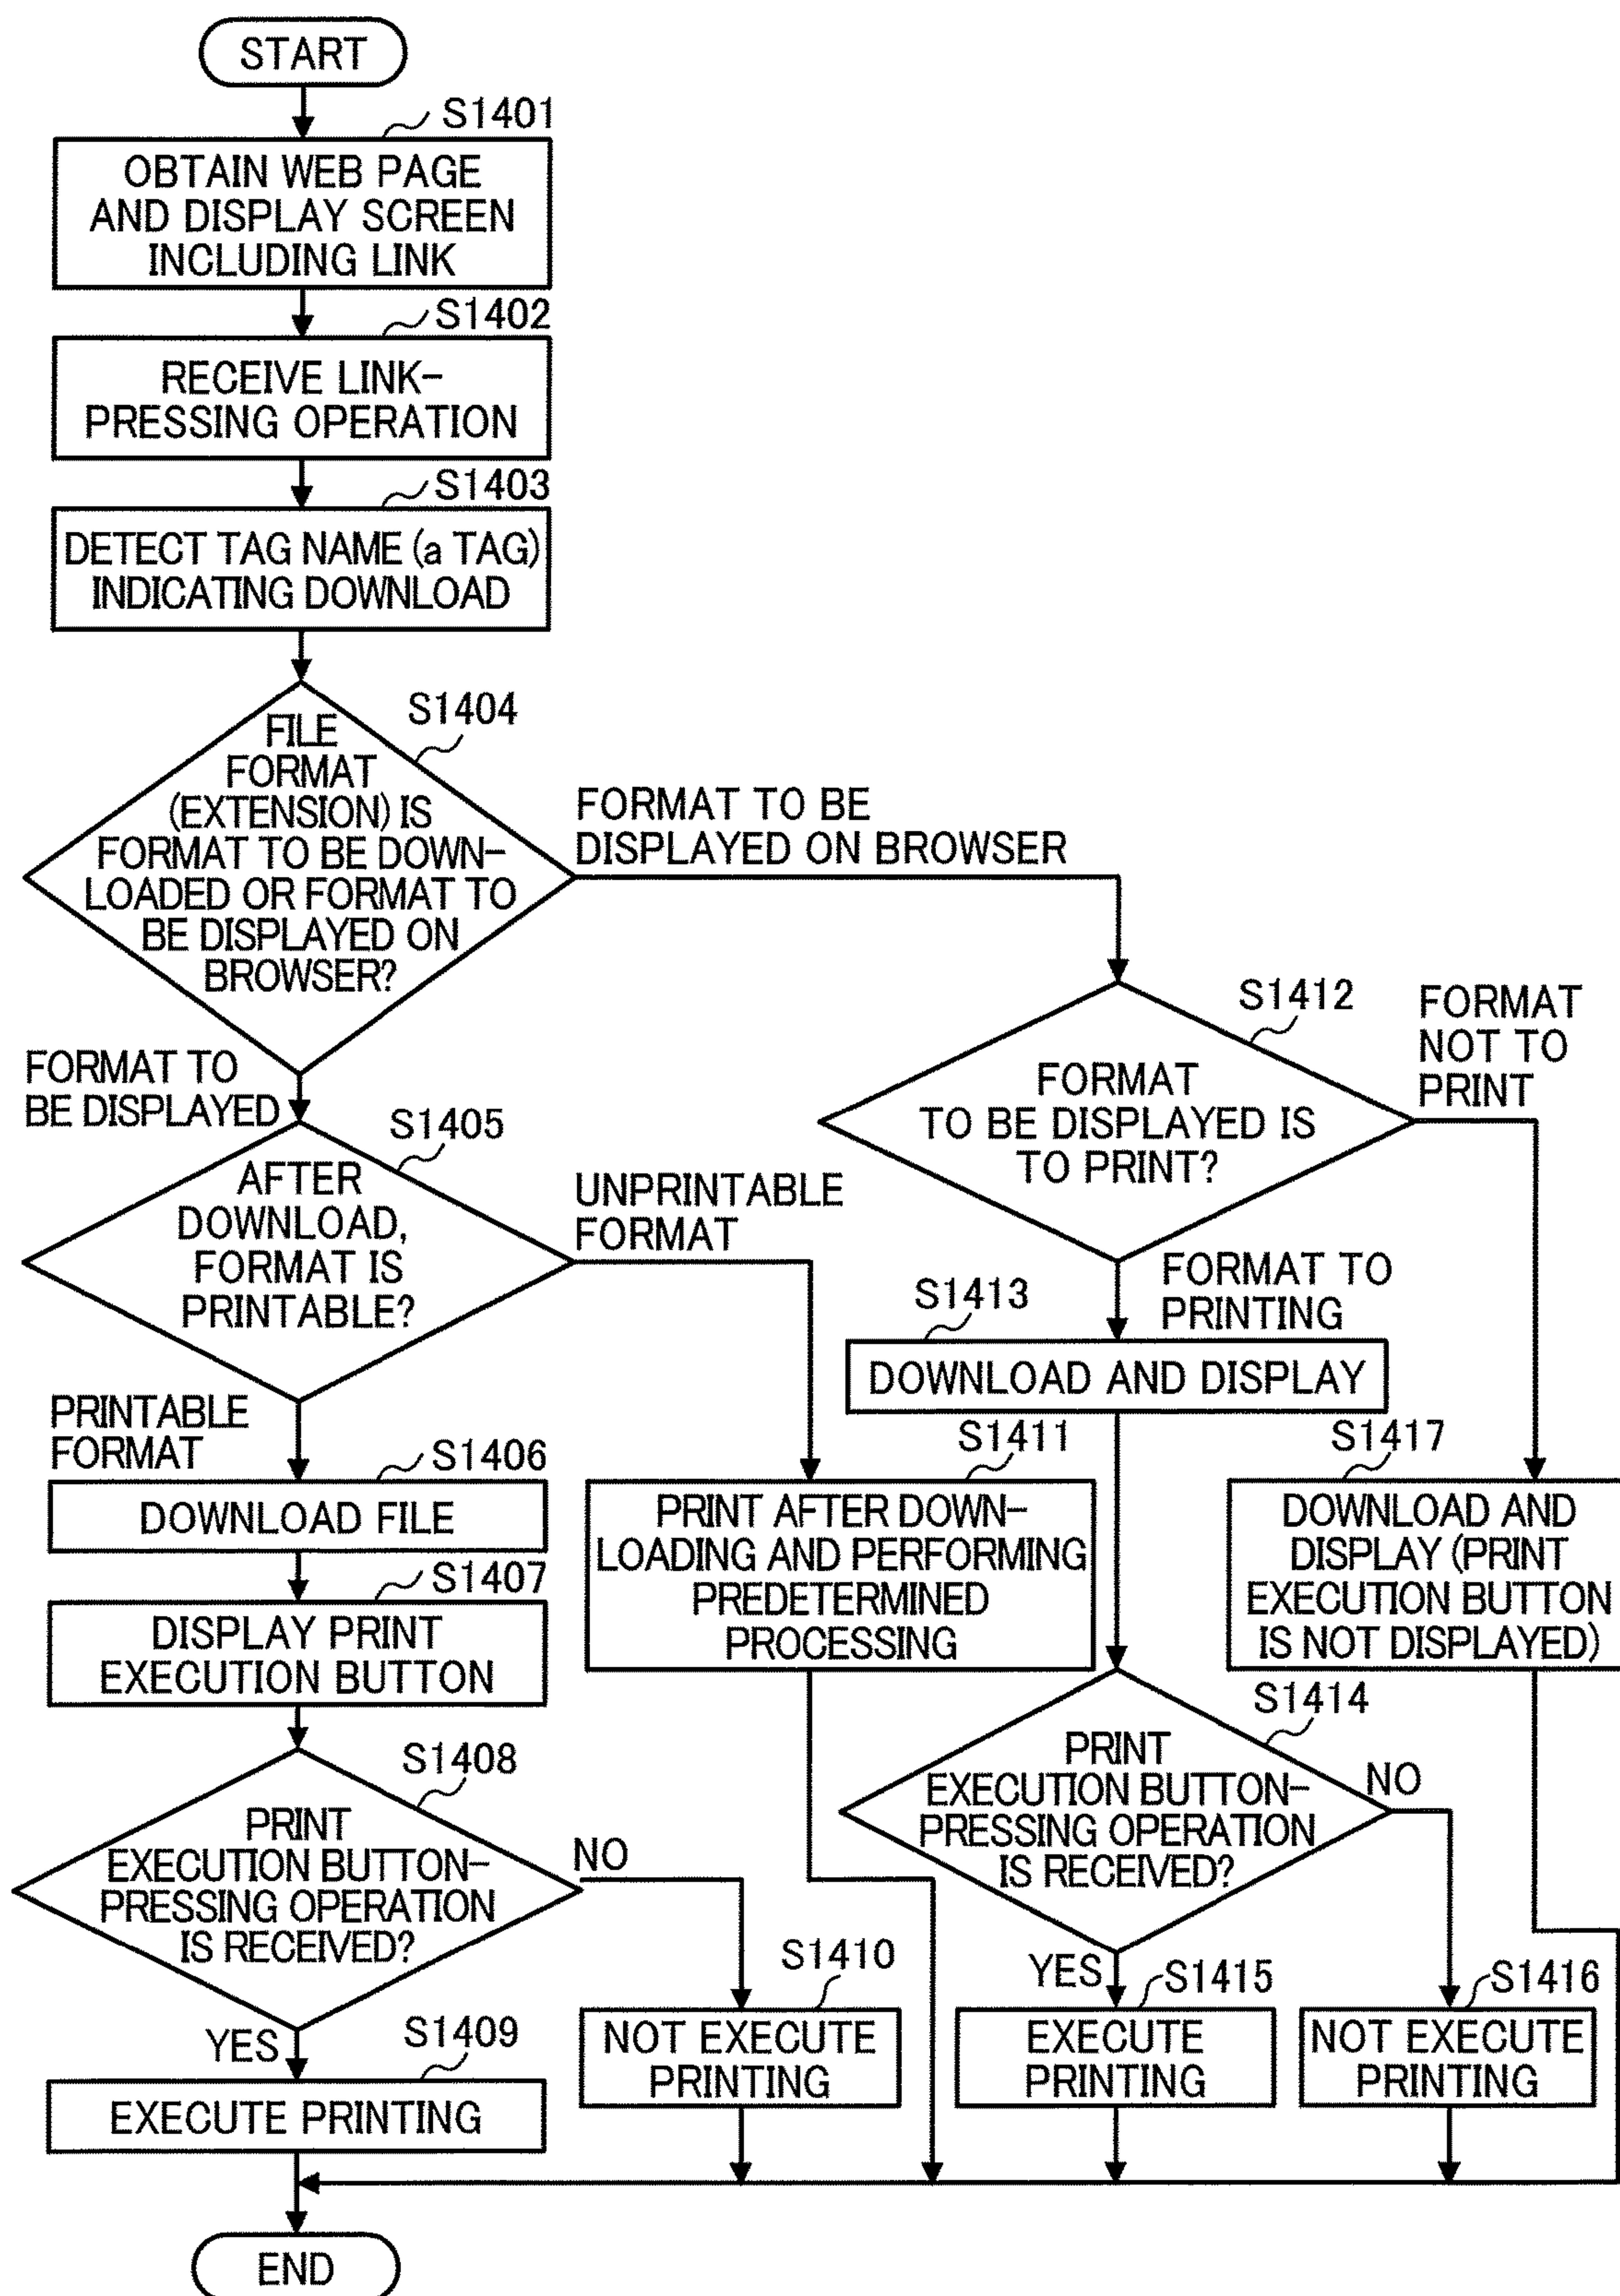 START
S1401
OBTAIN WEB PAGE
AND DISPLAY SCREEN
INCLUDING LINK
S1402
RECEIVE LINK-
PRESSING OPERATION
S1403
DETECT TAG NAME (a TAG)
INDICATING DOWNLOAD
S1404
FILE
FORMAT
(EXTENSION) IS
FORMAT TO BE DOWN-
LOADED OR FORMAT TO
BE DISPLAYED ON
BROWSER?
FORMAT TO BE
DISPLAYED ON BROWSER
FORMAT TO
BE DISPLAYED
S1405
AFTER
DOWNLOAD,
FORMAT IS
PRINTABLE?
UNPRINTABLE
FORMAT
PRINTABLE
FORMAT
S1406
DOWNLOAD FILE
S1407
DISPLAY PRINT
EXECUTION BUTTON
S1408
PRINT
EXECUTION BUTTON-
PRESSING OPERATION
IS RECEIVED?
NO
YES
S1409
EXECUTE PRINTING
S1410
NOT EXECUTE
PRINTING
S1411
PRINT AFTER DOWN-
LOADING AND PERFORMING
PREDETERMINED
PROCESSING
S1412
FORMAT
TO BE DISPLAYED IS
TO PRINT?
FORMAT
NOT TO
PRINT
FORMAT TO
PRINTING
S1413
DOWNLOAD AND DISPLAY
S1414
PRINT
EXECUTION BUTTON-
PRESSING OPERATION
IS RECEIVED?
NO
YES
S1415
EXECUTE
PRINTING
S1416
NOT EXECUTE
PRINTING
S1417
DOWNLOAD AND
DISPLAY (PRINT
EXECUTION BUTTON
IS NOT DISPLAYED)
END